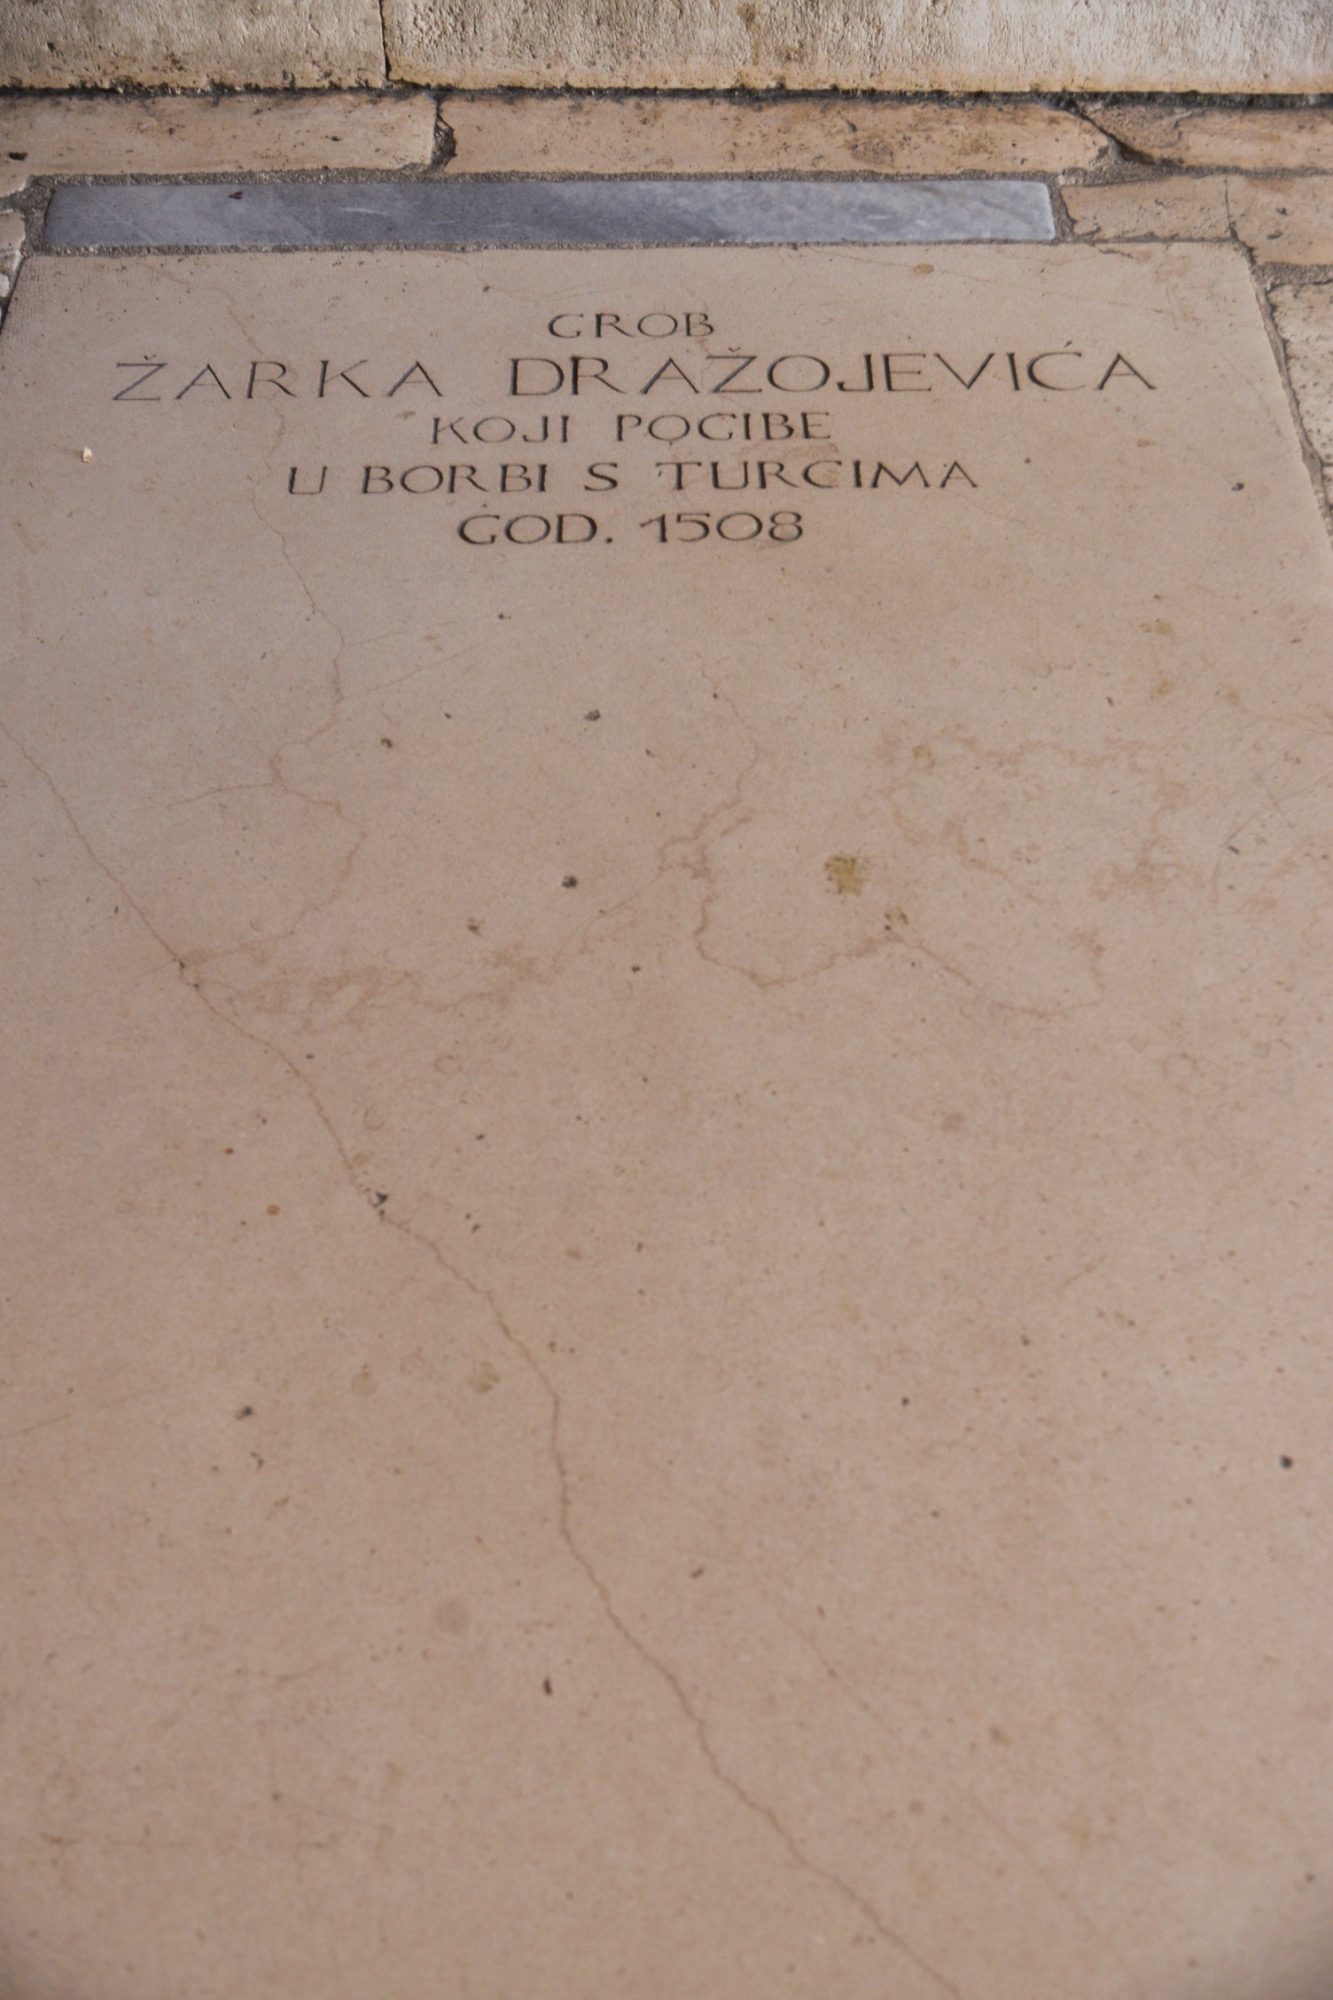 GROB
ŽARKA DRAŽOJEVIĆA
KOJI POGIBE
U BORBI S TURCIMA
GOD. 1508